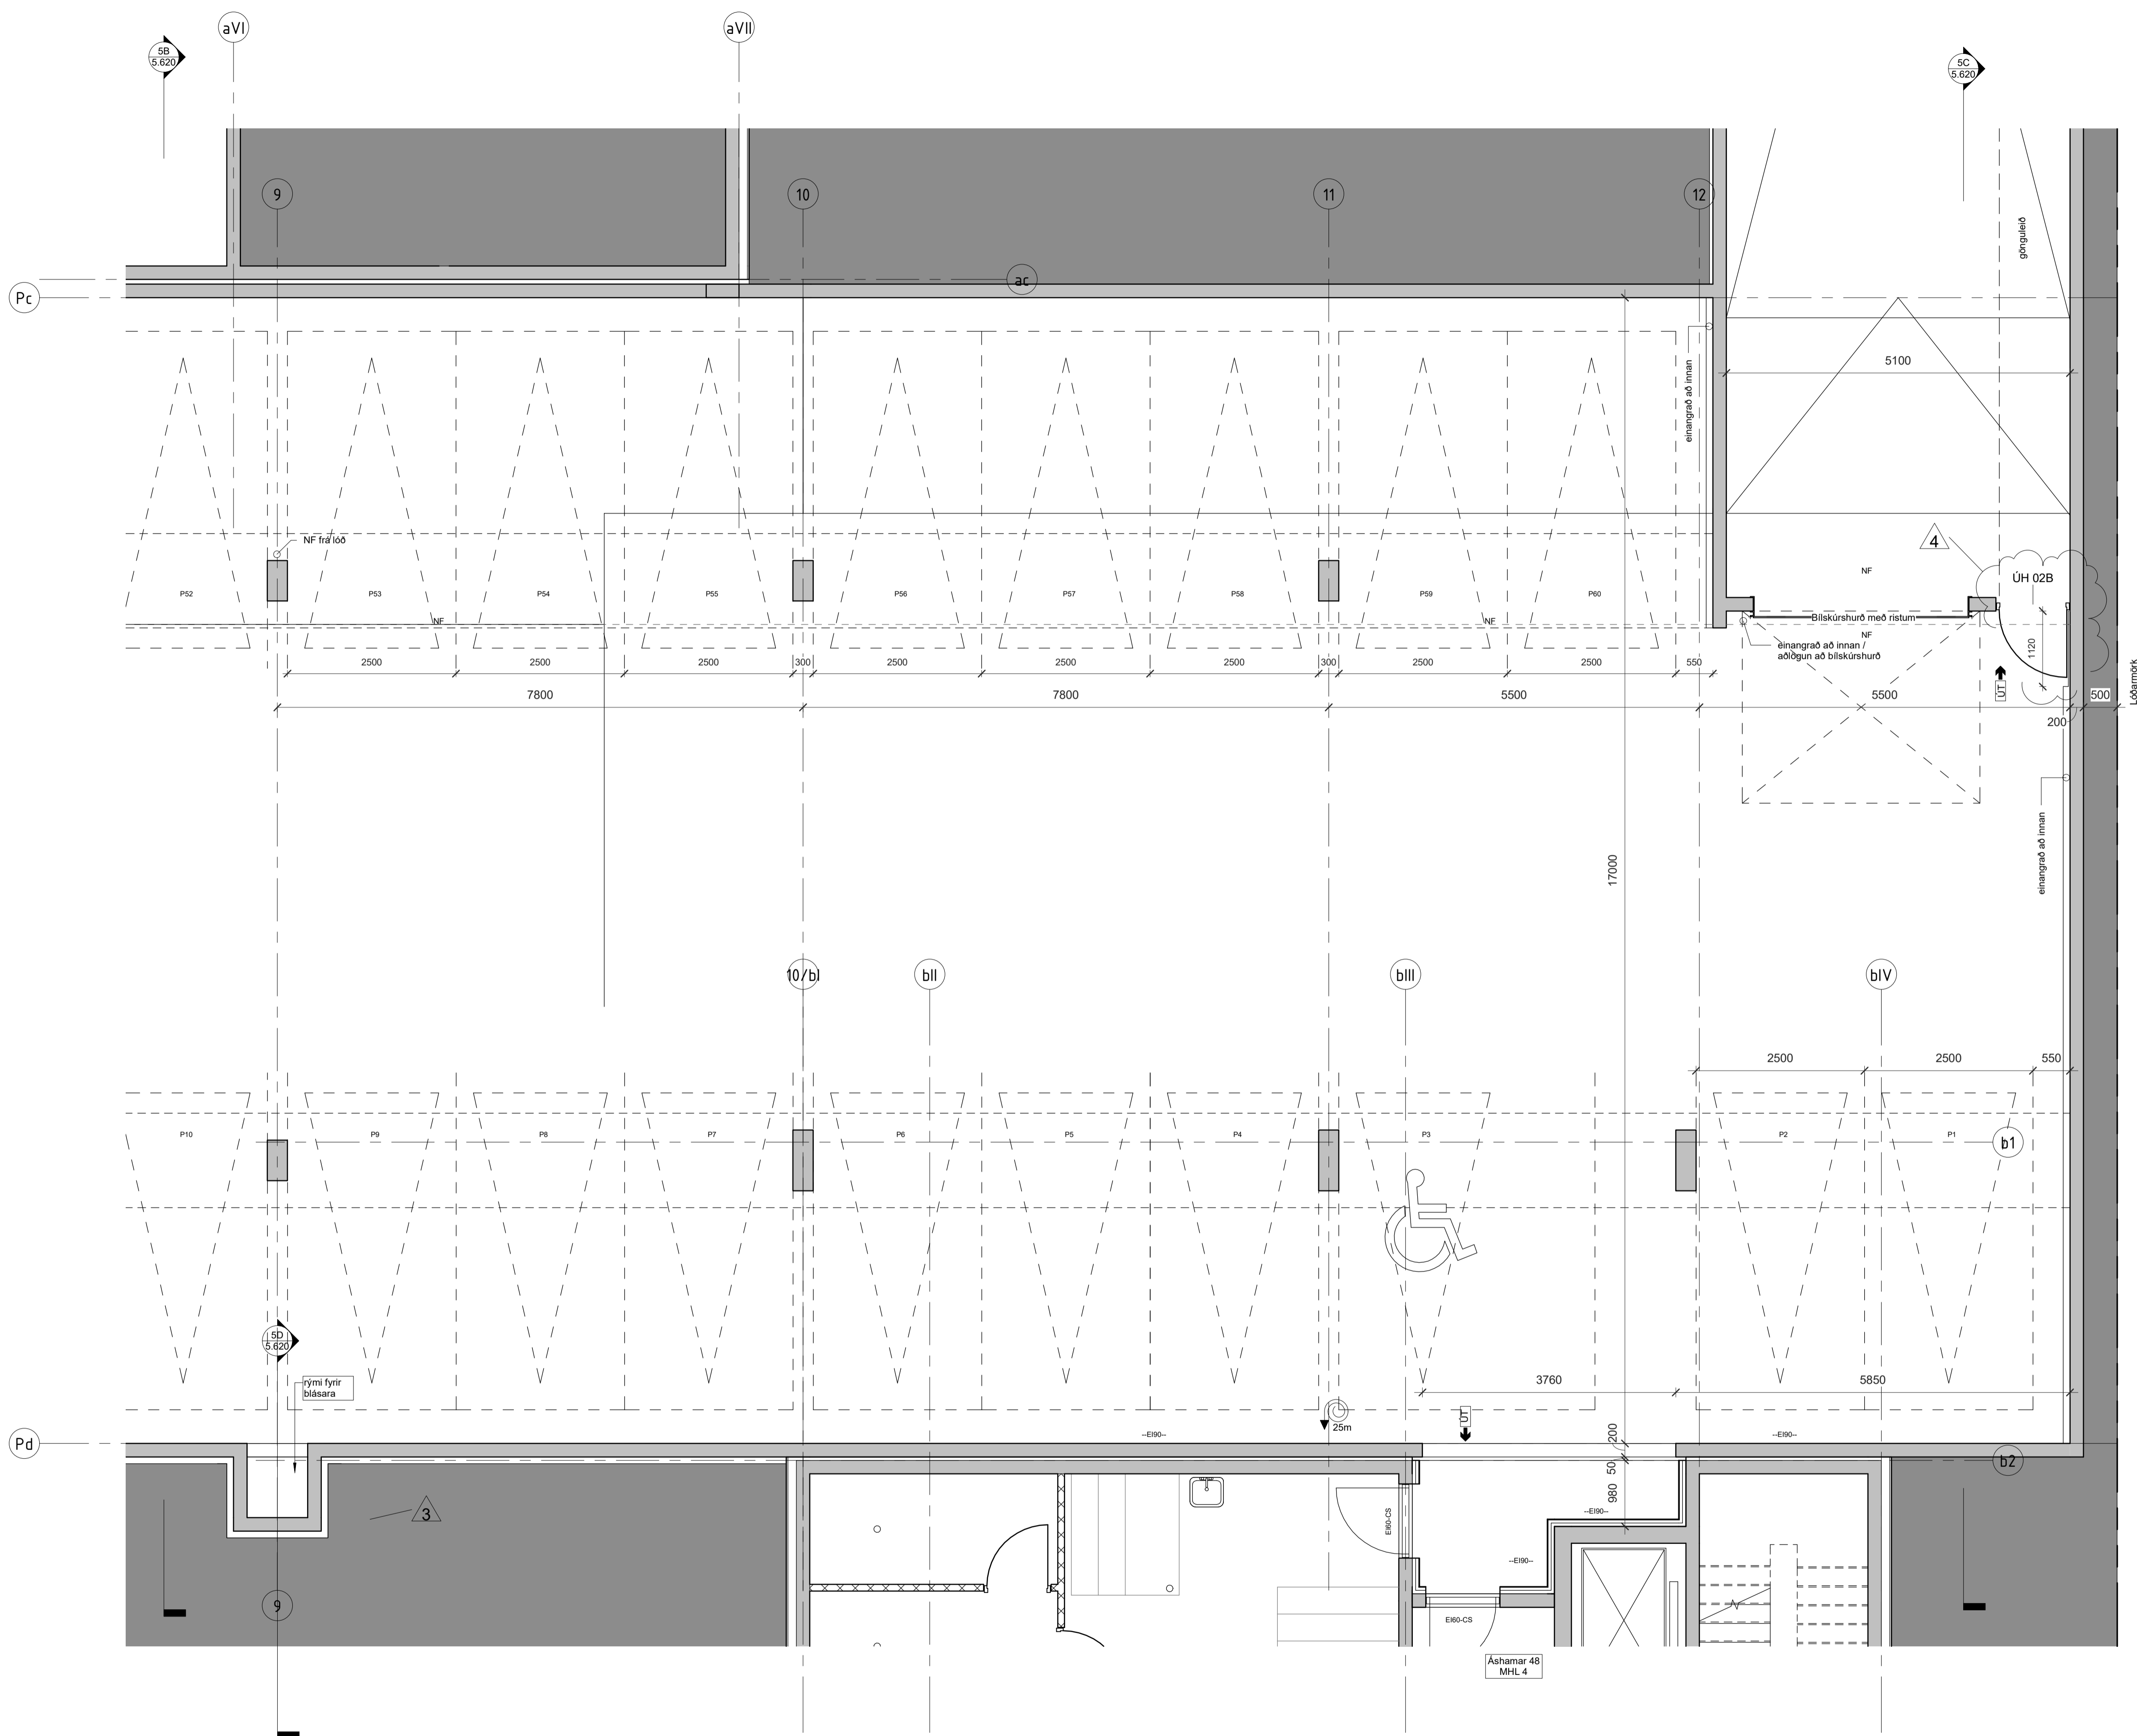 aVI
aVII
5B
5.620
5C
5.620
9
10
11
12
gönguleið
ac
Pc
einangrað að innan
5100
NF frá lóð
4
NF
ÚH 02B
P52
P53
P54
P55
P56
P57
P58
P59
P60
NF
NF
Bílskúrshurð með ristum
NF
einangrað að innan /
aðlögun að bílskúrshurð
1120
2500
2500
2500
300
2500
2500
2500
300
2500
2500
550
ÚT
Lóðarmörk
7800
7800
5500
5500
500
200
einangrað að innan
17000
10/bI
bII
bIII
bIV
2500
2500
550
P10
P9
P8
P7
P6
P5
P4
P3
P2
P1
b1
5D
5.620
rými fyrir
blásara
3760
5850
ÚT
25m
Pd
--EI90--
--EI90--
200
50
980
b2
3
EI60-CS
--EI90--
--EI90--
9
EI60-CS
Áshamar 48
MHL 4